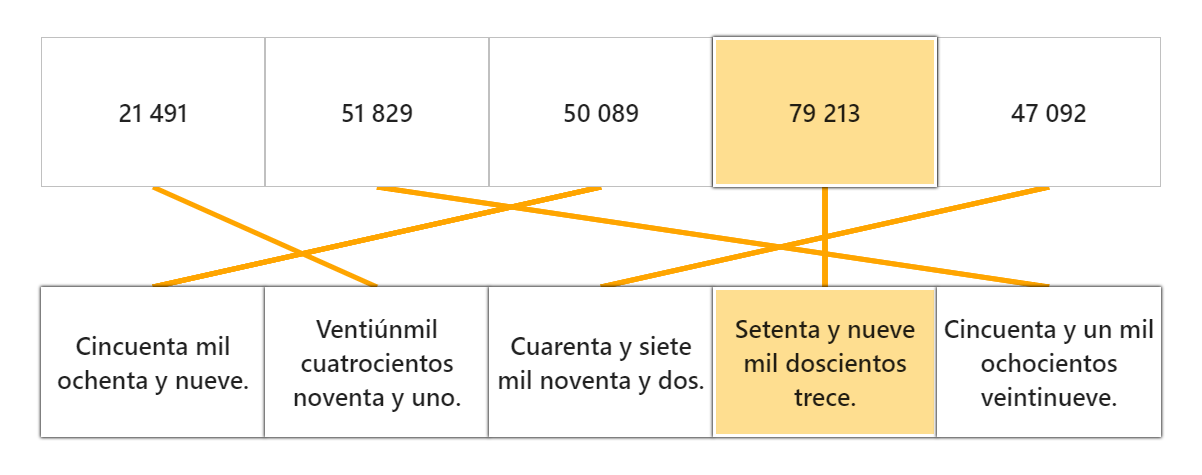 21 491
51 829
50 089
79 213
47 092
Cincuenta mil
ochenta y nueve.
Ventiúnmil
cuatrocientos
noventa y uno.
Cuarenta y siete
mil noventa y dos.
Setenta y nueve
mil doscientos
trece.
Cincuenta y un mil
ochocientos
veintinueve.